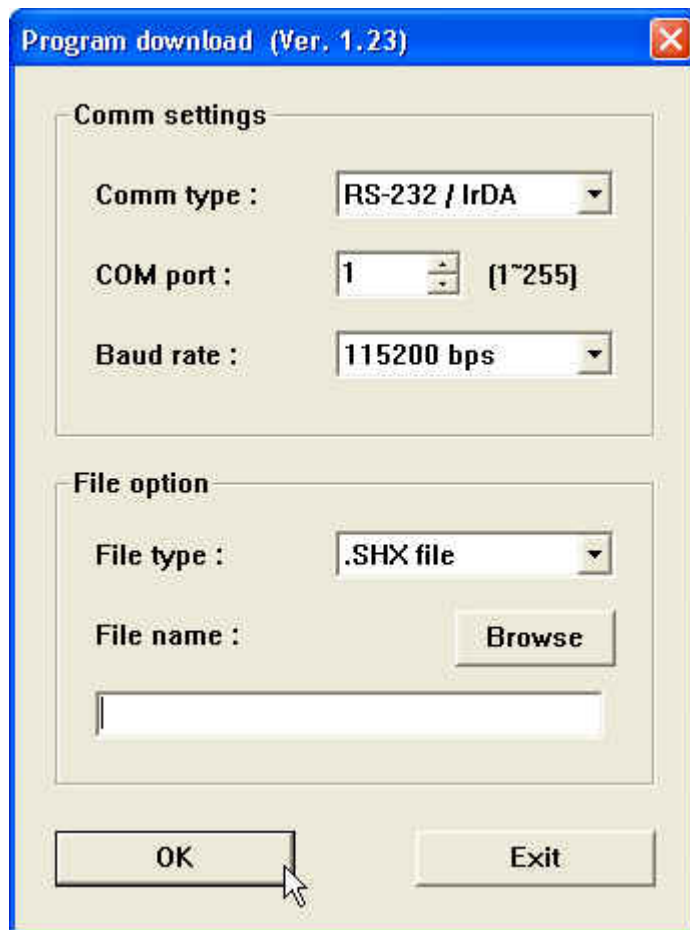 Program download (Ver. 1.23)
Comm settings
Comm type : RS-232 / IrDA
COM port : 1 (1~255)
Baud rate : 115200 bps
File option
File type : .SHX file
File name : Browse
OK Exit